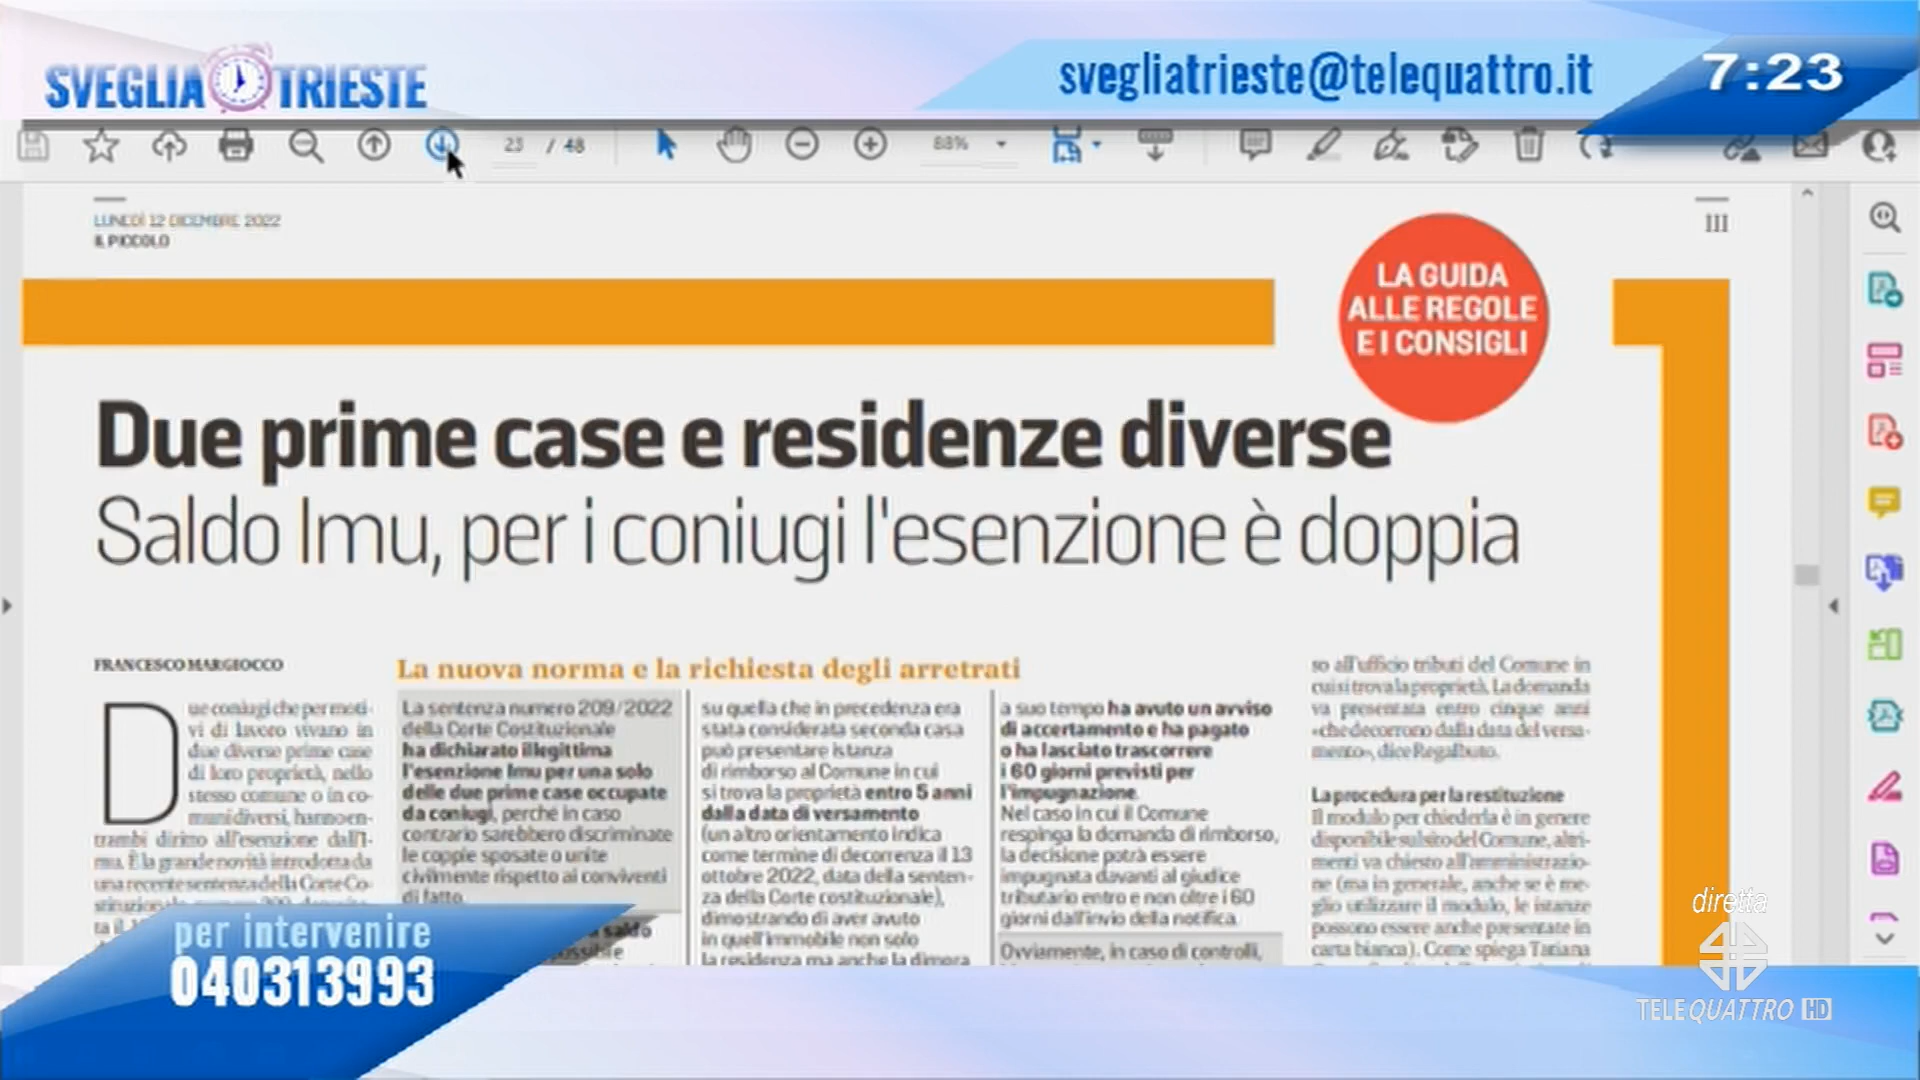 SVEGLIA TRIESTE
svegliatrieste@telequattro.it
7:23
23 / 48
88%
LUNEDÌ 12 DICEMBRE 2022
IL PICCOLO
III
LA GUIDA
ALLE REGOLE
E I CONSIGLI
Due prime case e residenze diverse
Saldo Imu, per i coniugi l'esenzione è doppia
FRANCESCO MARGIOCCO
Due coniugi che per moti-
vi di lavoro vivano in
due diverse prime case
di loro proprietà, nello
stesso comune o in co-
muni diversi, hanno en-
trambi diritto all'esenzione dall'I-
mu. È la grande novità introdotta da
una recente sentenza della Corte Co-
La nuova norma e la richiesta degli arretrati
La sentenza numero 209/2022
della Corte Costituzionale
ha dichiarato illegittima
l'esenzione Imu per una solo
delle due prime case occupate
da coniugi, perché in caso
contrario sarebbero discriminate
le coppie sposate o unite
civilmente rispetto ai conviventi
di fatto.
saldo
su quella che in precedenza era
stata considerata seconda casa
può presentare istanza
di rimborso al Comune in cui
si trova la proprietà entro 5 anni
dalla data di versamento
(un altro orientamento indica
come termine di decorrenza il 13
ottobre 2022, data della senten-
za della Corte costituzionale),
dimostrando di aver avuto
in quell'immobile non solo
la residenza ma anche la dimora
a suo tempo ha avuto un avviso
di accertamento e ha pagato
o ha lasciato trascorrere
i 60 giorni previsti per
l'impugnazione.
Nel caso in cui il Comune
respinga la domanda di rimborso,
la decisione potrà essere
impugnata davanti al giudice
tributario entro e non oltre i 60
giorni dall'invio della notifica.
Ovviamente, in caso di controlli,
so all'ufficio tributi del Comune in
cui si trova la proprietà. La domanda
va presentata entro cinque anni
«che decorrono dalla data del versa-
mento», dice Regalbuto.
La procedura per la restituzione
Il modulo per chiederla è in genere
disponibile sul sito del Comune, altri-
menti va chiesto all'amministrazio-
ne (ma in generale, anche se è me-
glio utilizzare il modulo, le istanze
possono essere anche presentate in
carta bianca). Come spiega Tatiana
per intervenire
040313993
diretta
TELEQUATTRO HD